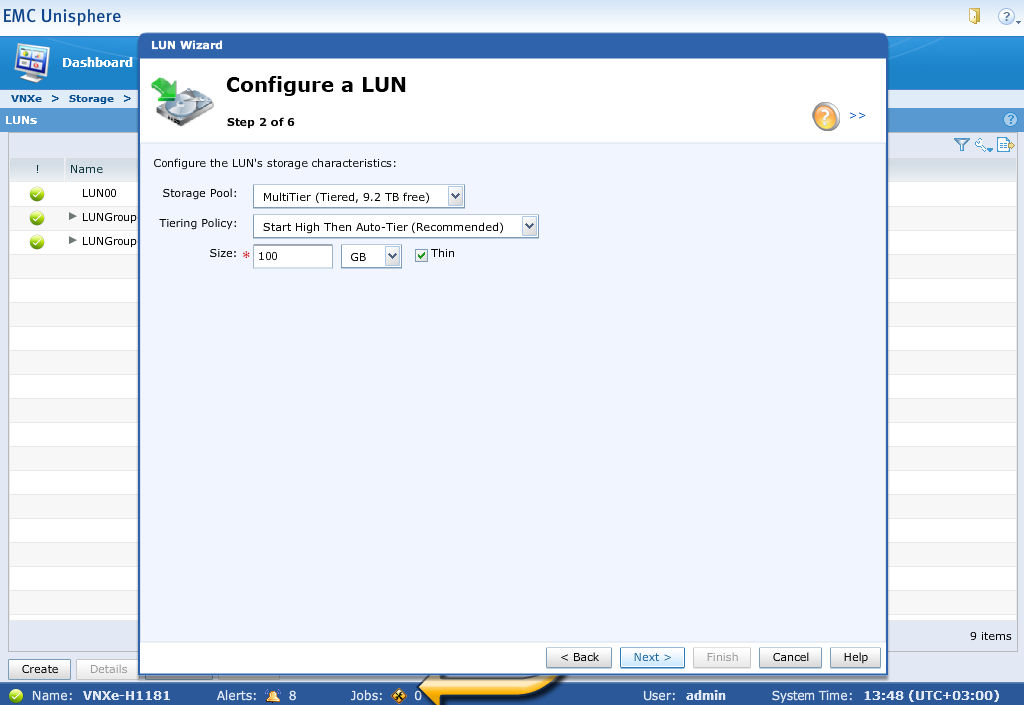 EMC Unisphere
Dashboard
VNXe > Storage >
LUNs
! Name
LUN00
LUNGroup
LUNGroup
LUN Wizard
Configure a LUN
Step 2 of 6
? >>
Configure the LUN's storage characteristics:
Storage Pool: MultiTier (Tiered, 9.2 TB free)
Tiering Policy: Start High Then Auto-Tier (Recommended)
Size: * 100 GB Thin
< Back Next > Finish Cancel Help
9 items
Create Details
Name: VNXe-H1181 Alerts: 8 Jobs: 0 User: admin System Time: 13:48 (UTC+03:00)